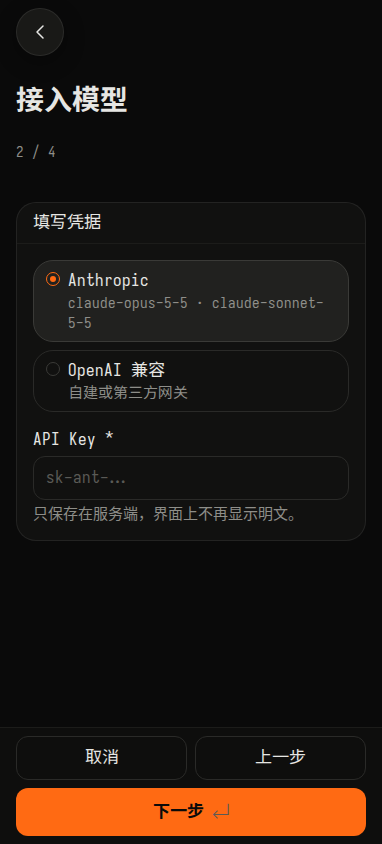 接入模型
2 / 4
填写凭据
Anthropic
claude-opus-5-5 · claude-sonnet-
5-5
OpenAI 兼容
自建或第三方网关
API Key *
sk-ant-...
只保存在服务端，界面上不再显示明文。
取消
上一步
下一步